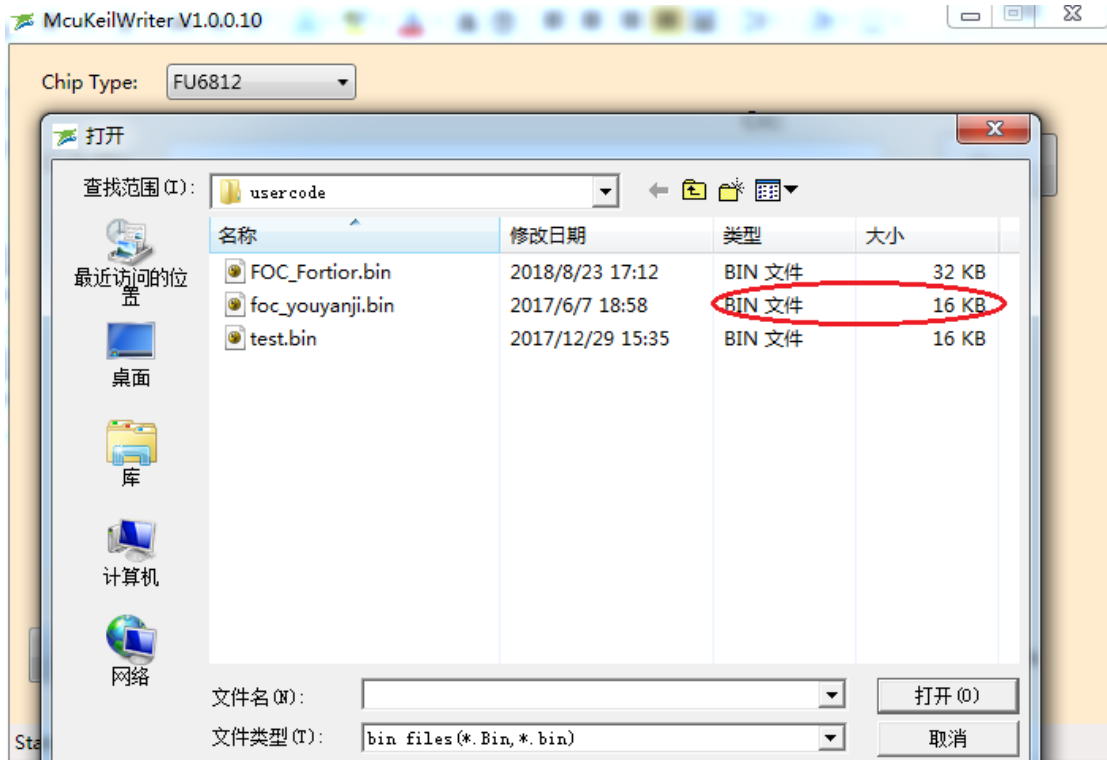 McuKeilWriter V1.0.0.10
Chip Type: FU6812
打开
查找范围(I): usercode
名称 修改日期 类型 大小
FOC_Fortior.bin 2018/8/23 17:12 BIN 文件 32 KB
foc_youyanji.bin 2017/6/7 18:58 BIN 文件 16 KB
test.bin 2017/12/29 15:35 BIN 文件 16 KB
最近访问的位
置
桌面
库
计算机
网络
文件名(N): 打开(O)
Sta
文件类型(T): bin files(*.Bin,*.bin) 取消